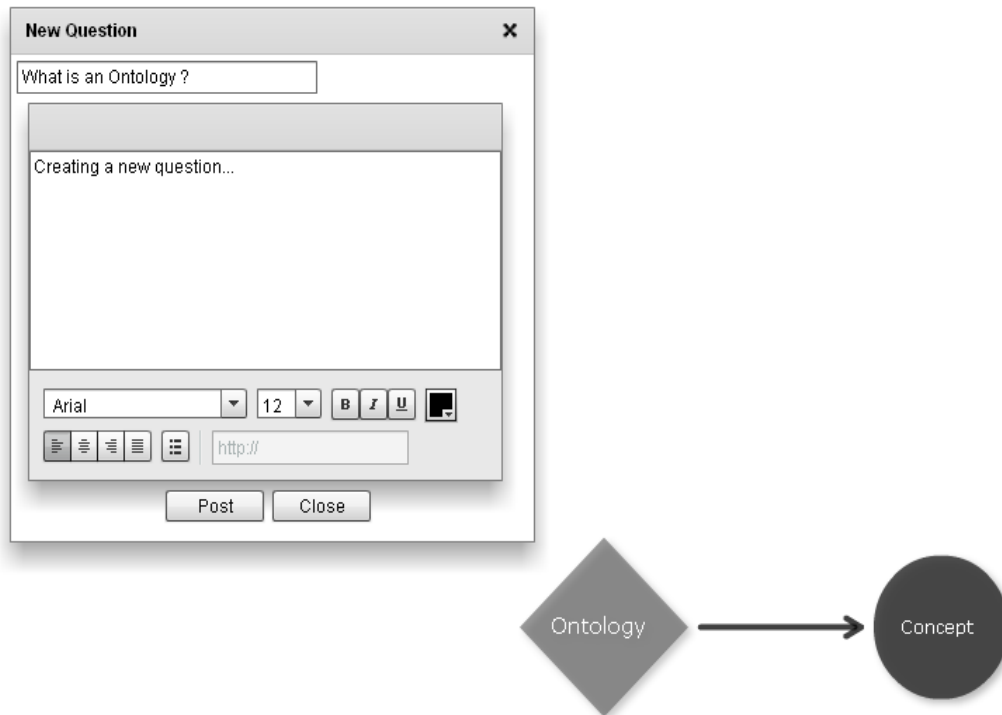 New Question
What is an Ontology ?
Creating a new question...
Arial
12
B I U
http://
Post Close
Ontology
Concept